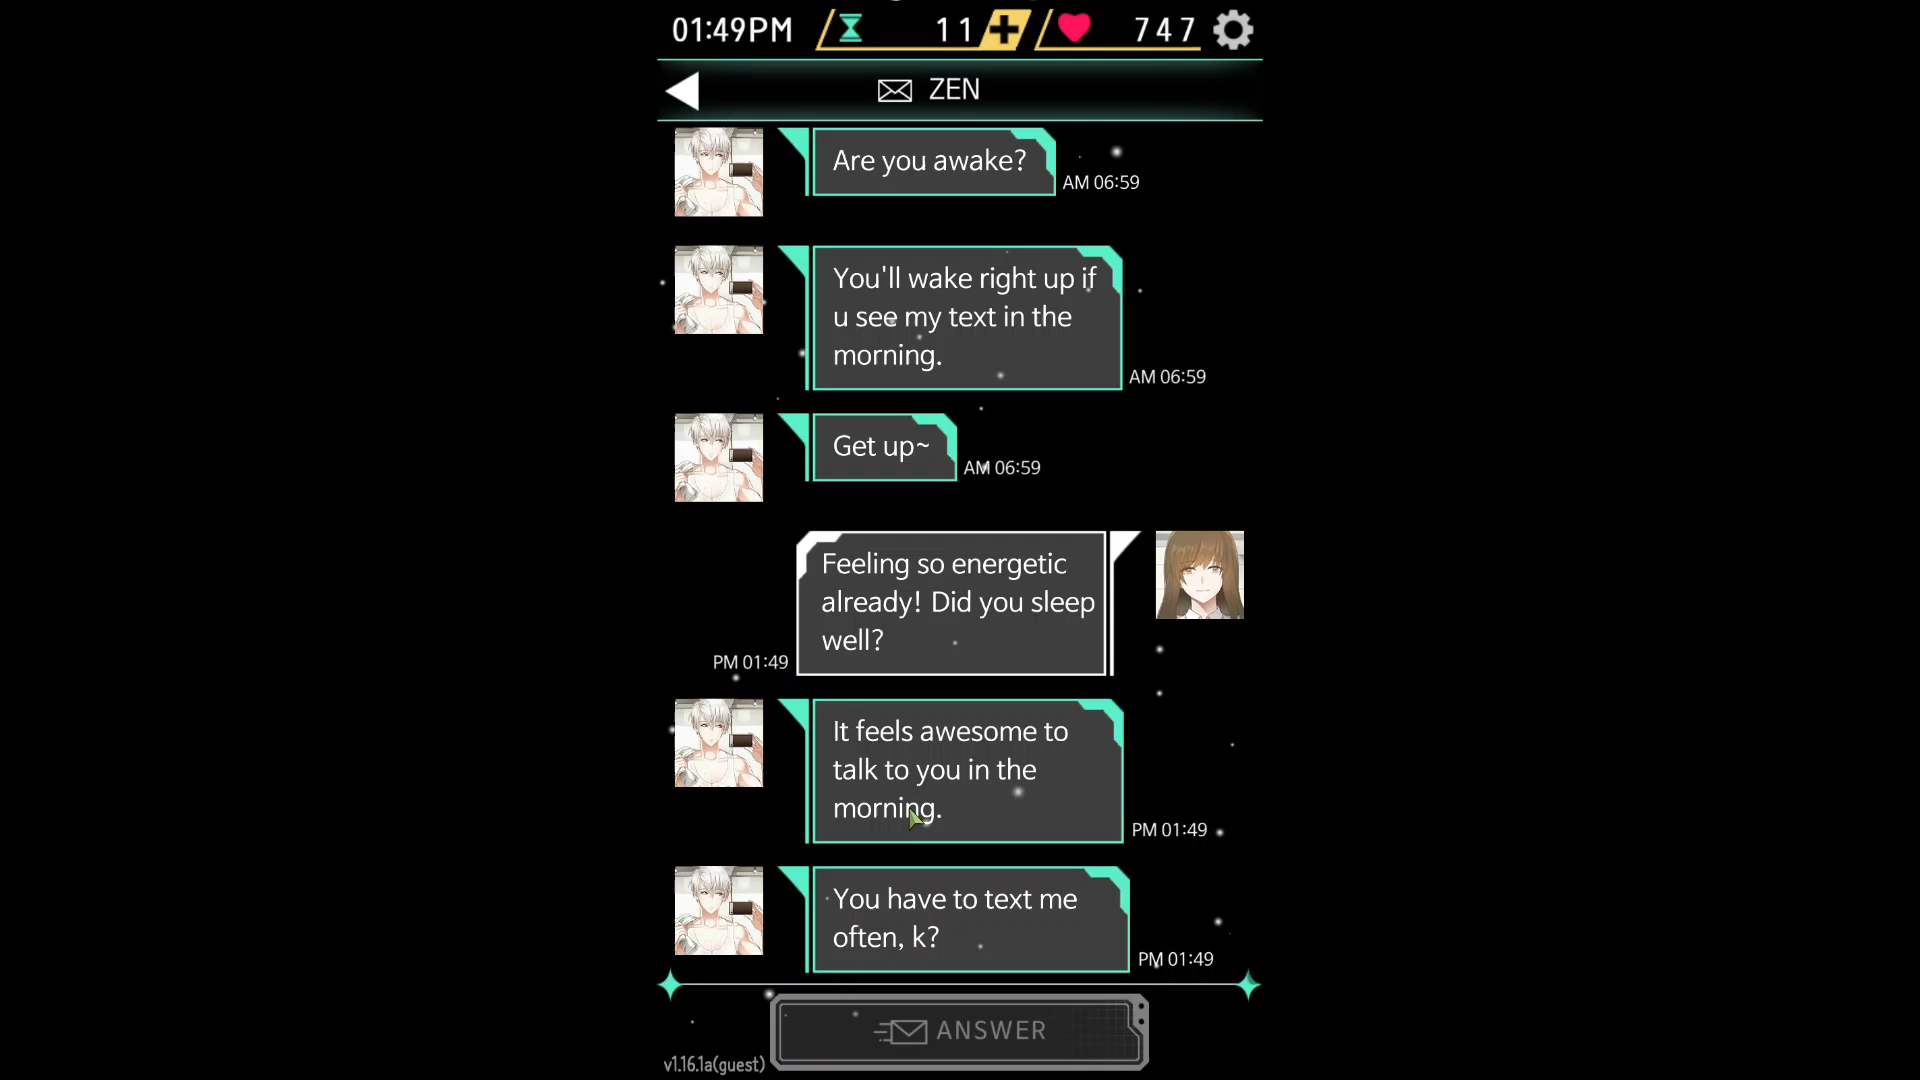 01:49PM 11 747
ZEN
Are you awake?
AM 06:59
You'll wake right up if
u see my text in the
morning.
AM 06:59
Get up~
AM 06:59
Feeling so energetic
already! Did you sleep
well?
PM 01:49
It feels awesome to
talk to you in the
morning.
PM 01:49
You have to text me
often, k?
PM 01:49
ANSWER
v1.16.1a(guest)